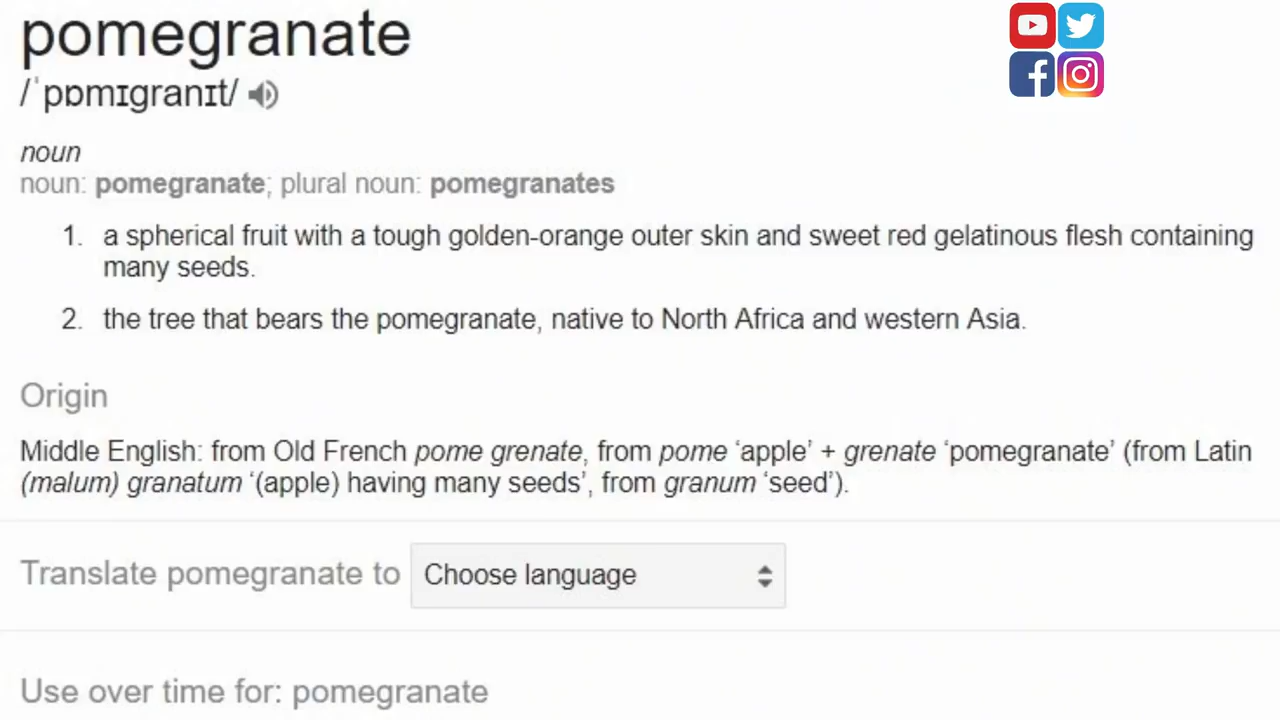 pomegranate
/ˈpɒmɪɡranɪt/
noun
noun: pomegranate; plural noun: pomegranates
1. a spherical fruit with a tough golden-orange outer skin and sweet red gelatinous flesh containing
many seeds.
2. the tree that bears the pomegranate, native to North Africa and western Asia.
Origin
Middle English: from Old French pome grenate, from pome ‘apple’ + grenate ‘pomegranate’ (from Latin
(malum) granatum ‘(apple) having many seeds’, from granum ‘seed’).
Translate pomegranate to Choose language
Use over time for: pomegranate